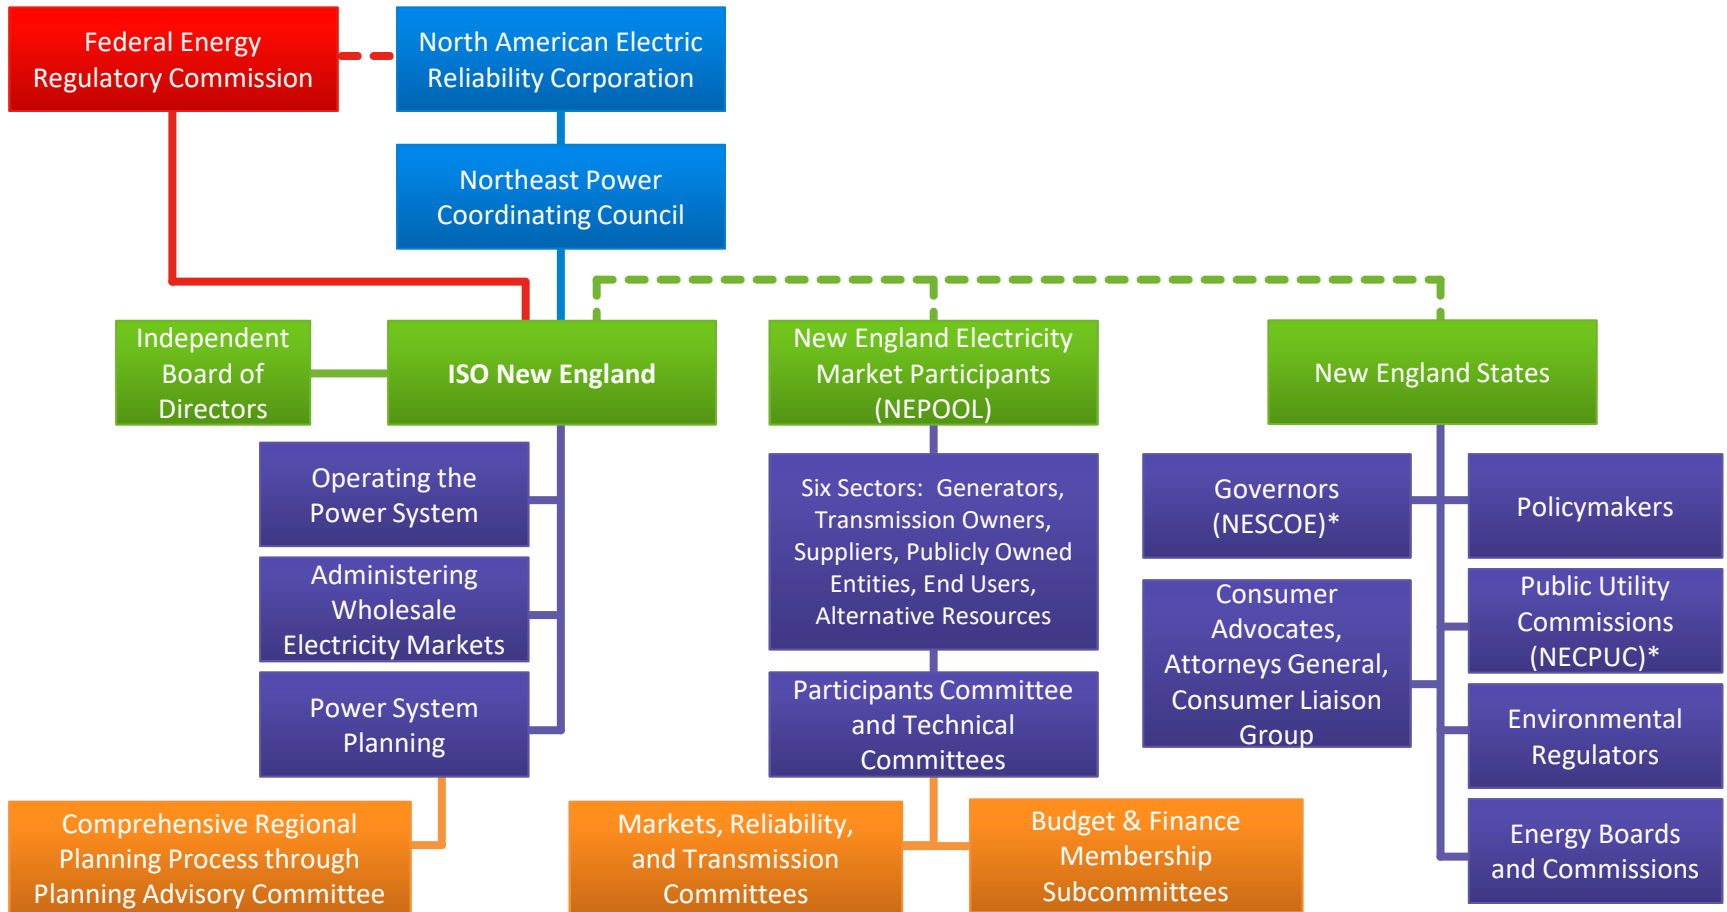 Federal Energy
Regulatory Commission
North American Electric
Reliability Corporation
Northeast Power
Coordinating Council
Independent
Board of
Directors
ISO New England
New England Electricity
Market Participants
(NEPOOL)
New England States
Operating the
Power System
Administering
Wholesale
Electricity Markets
Power System
Planning
Comprehensive Regional
Planning Process through
Planning Advisory Committee
Six Sectors: Generators,
Transmission Owners,
Suppliers, Publicly Owned
Entities, End Users,
Alternative Resources
Participants Committee
and Technical
Committees
Markets, Reliability,
and Transmission
Committees
Budget & Finance
Membership
Subcommittees
Governors
(NESCOE)*
Policymakers
Consumer
Advocates,
Attorneys General,
Consumer Liaison
Group
Public Utility
Commissions
(NECPUC)*
Environmental
Regulators
Energy Boards
and Commissions